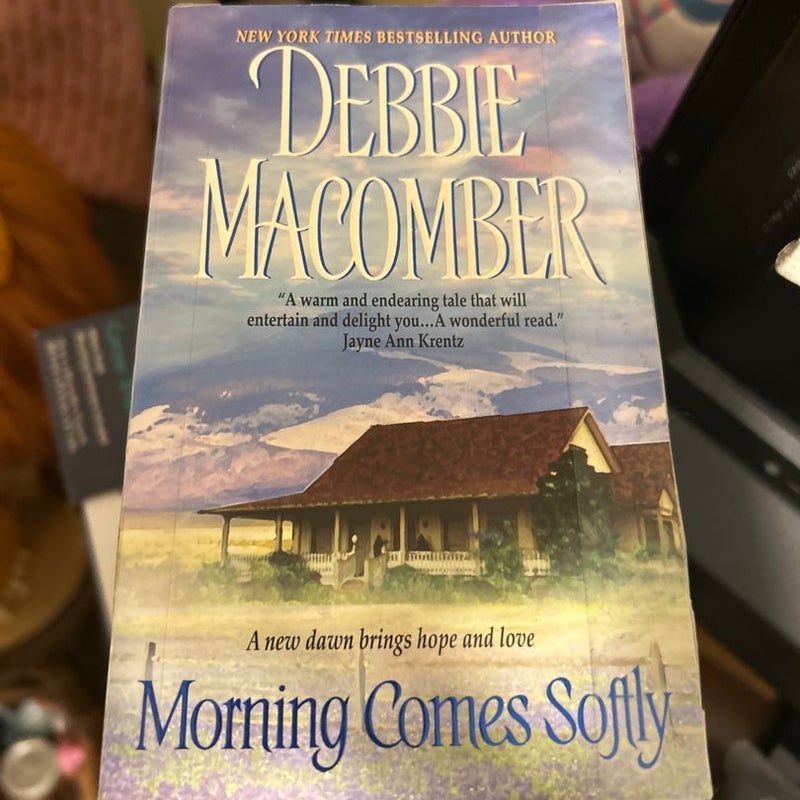 NEW YORK TIMES BESTSELLING AUTHOR
DEBBIE
MACOMBER
“A warm and endearing tale that will
entertain and delight you...A wonderful read.”
Jayne Ann Krentz
A new dawn brings hope and love
Morning Comes Softly